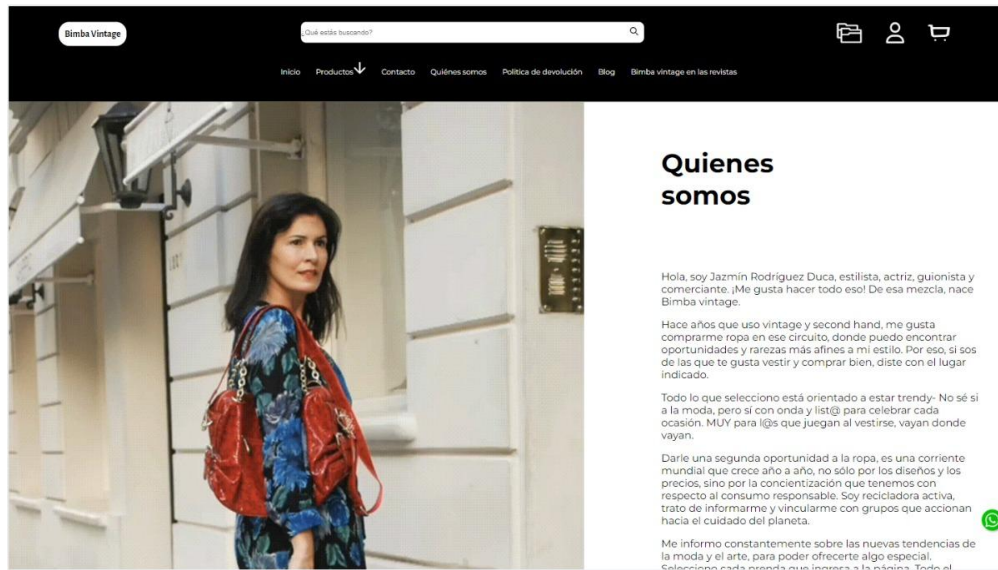 Bimba Vintage
¿Qué estás buscando?
Inicio Productos Contacto Quiénes somos Política de devolución Blog Bimba vintage en las revistas
Quienes
somos
Hola, soy Jazmín Rodríguez Duca, estilista, actriz, guionista y
comerciante. ¡Me gusta hacer todo eso! De esa mezcla, nace
Bimba vintage.
Hace años que uso vintage y second hand, me gusta
comprarme ropa en ese circuito, donde puedo encontrar
oportunidades y rarezas más afines a mi estilo. Por eso, si sos
de las que te gusta vestir y comprar bien, diste con el lugar
indicado.
Todo lo que selecciono está orientado a estar trendy- No sé si
a la moda, pero sí con onda y list@ para celebrar cada
ocasión. MUY para l@s que juegan al vestirse, vayan donde
vayan.
Darle una segunda oportunidad a la ropa, es una corriente
mundial que crece año a año, no sólo por los diseños y los
precios, sino por la concientización que tenemos con
respecto al consumo responsable. Soy recicladora activa,
trato de informarme y vincularme con grupos que accionan
hacia el cuidado del planeta.
Me informo constantemente sobre las nuevas tendencias de
la moda y el arte, para poder ofrecerte algo especial.
Selecciono cada prenda que ingresa a la página. Todo el